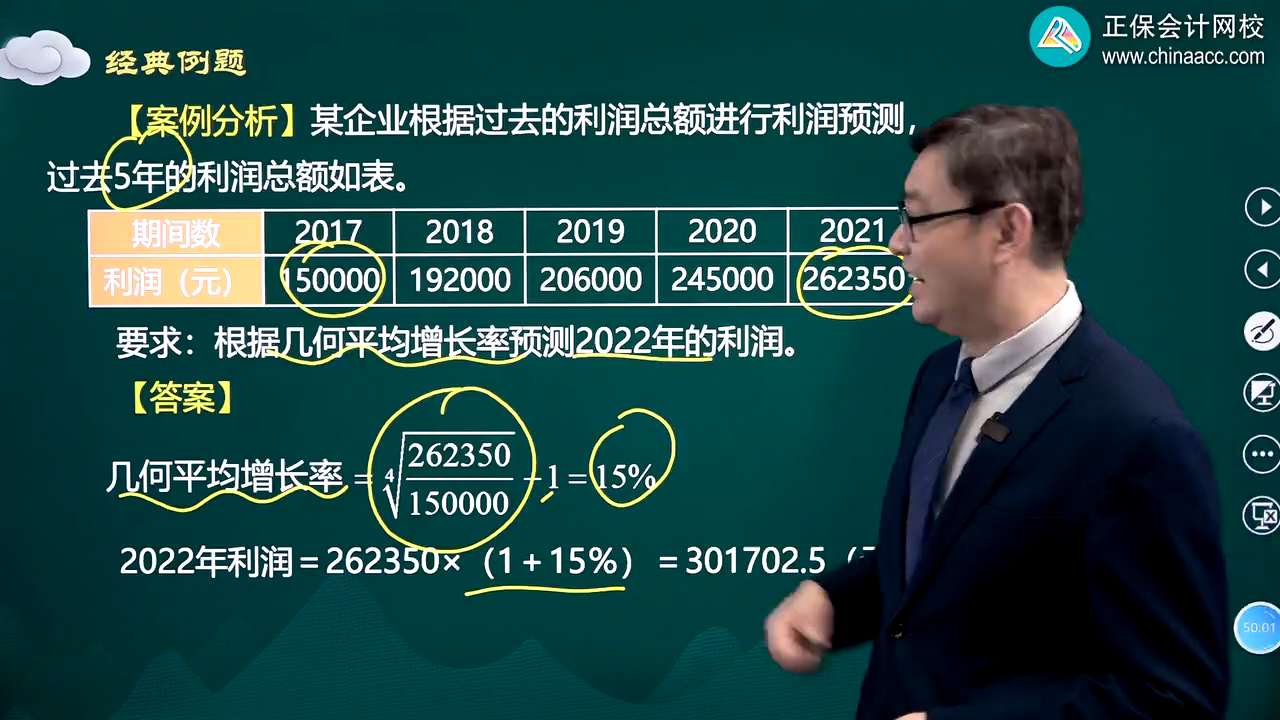 正保会计网校
www.chinaacc.com
经典例题
【案例分析】某企业根据过去的利润总额进行利润预测，
过去5年的利润总额如表。
期间数 2017 2018 2019 2020 2021
利润（元） 150000 192000 206000 245000 262350
要求：根据几何平均增长率预测2022年的利润。
【答案】
几何平均增长率＝∜(262350/150000)－1＝15%
2022年利润＝262350×（1＋15%）＝301702.5（
50:01